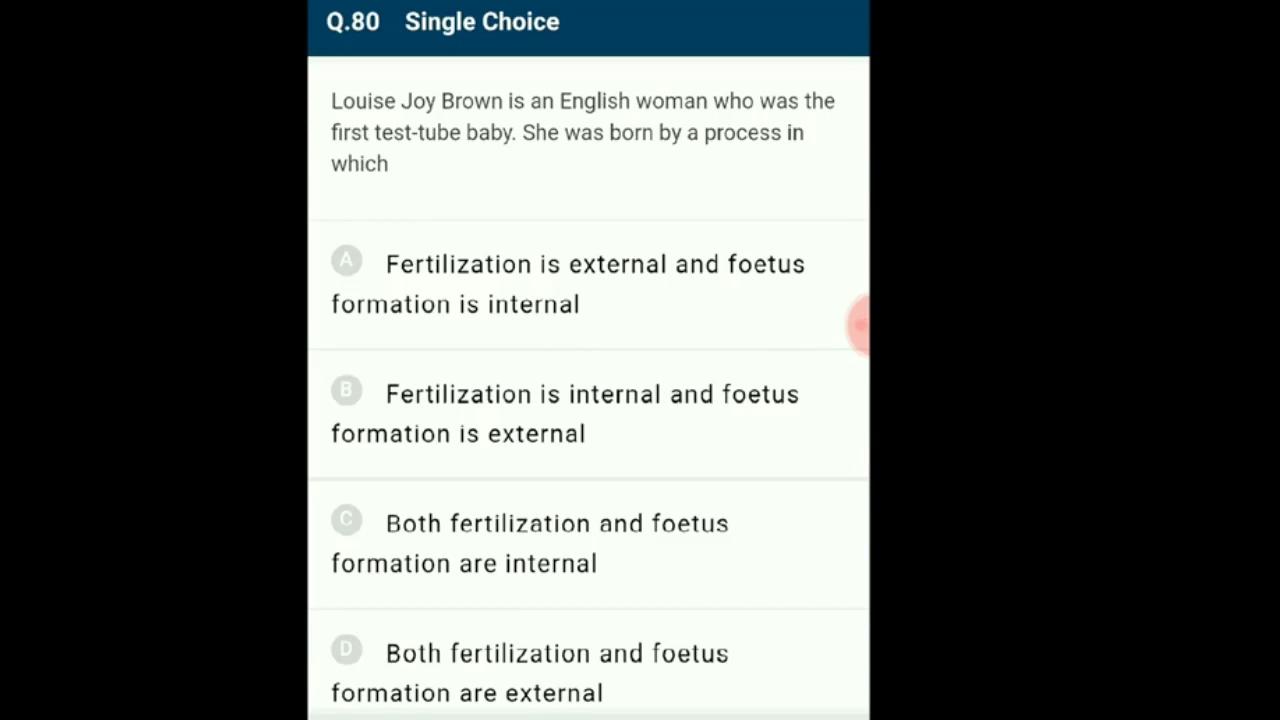 Q.80 Single Choice
Louise Joy Brown is an English woman who was the
first test-tube baby. She was born by a process in
which
A Fertilization is external and foetus
formation is internal
B Fertilization is internal and foetus
formation is external
C Both fertilization and foetus
formation are internal
D Both fertilization and foetus
formation are external